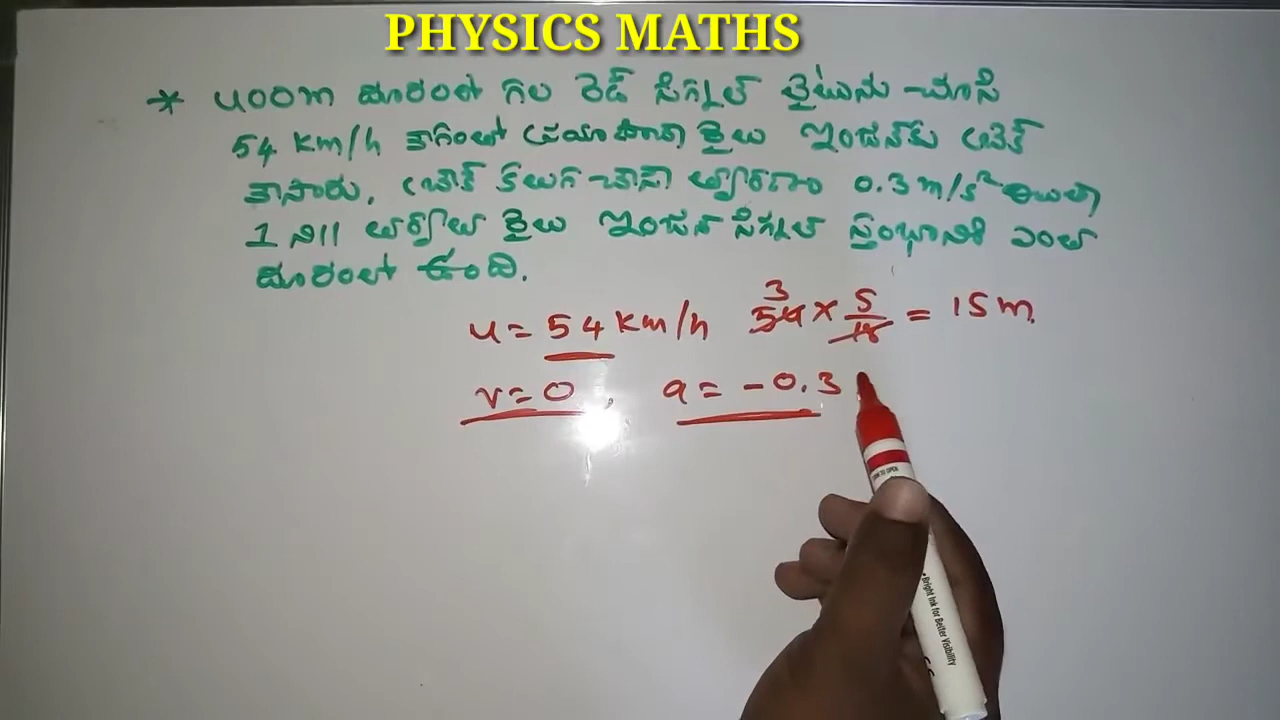 PHYSICS MATHS
* 400m దూరంలో గల రెడ్ సిగ్నల్ లైటును చూసి
54 km/h వేగంతో ప్రయాణించే రైలు ఇంజన్‌కు బ్రేక్
వేసారు. బ్రేక్ కలుగ చేసే త్వరణం 0.3 m/s² అయితే
1 ని|| తర్వాత రైలు ఇంజన్ సిగ్నల్ స్తంభానికి ఎంత
దూరంలో ఉంది.
u = 54 km/h 3 54 × 5/18 = 15 m.
v = 0, a = -0.3